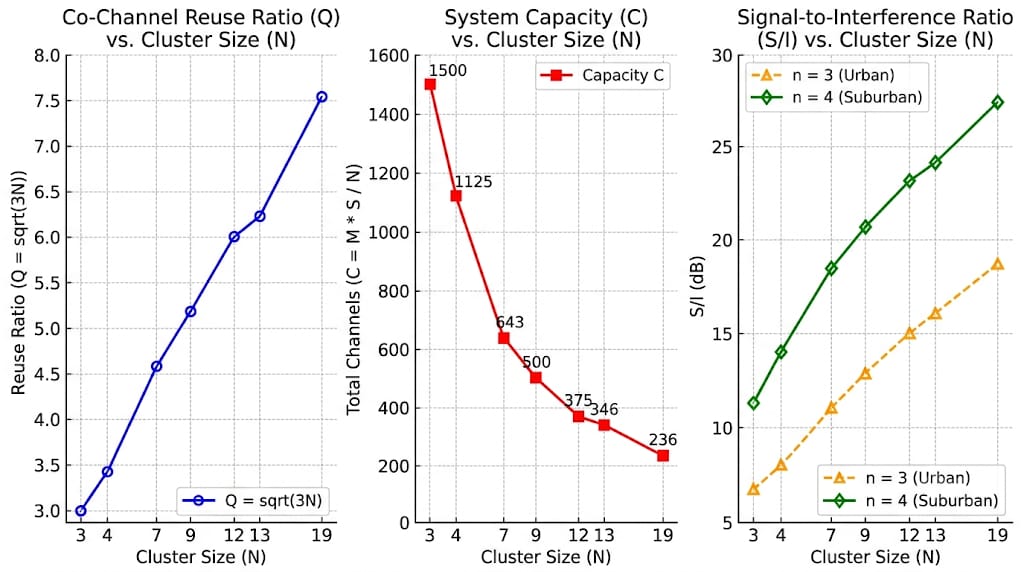 Co-Channel Reuse Ratio (Q)
vs. Cluster Size (N)
Reuse Ratio (Q = sqrt(3N))
8.0
7.5
7.0
6.5
6.0
5.5
5.0
4.5
4.0
3.5
3.0
Q = sqrt(3N)
3 4 7 9 12 13 19
Cluster Size (N)
System Capacity (C)
vs. Cluster Size (N)
Total Channels (C = M * S / N)
1600
1400
1200
1000
800
600
400
200
0
Capacity C
1500
1125
643
500
375
346
236
3 4 7 9 12 13 19
Cluster Size (N)
Signal-to-Interference Ratio
(S/I) vs. Cluster Size (N)
S/I (dB)
30
25
20
15
10
5
n = 3 (Urban)
n = 4 (Suburban)
n = 3 (Urban)
n = 4 (Suburban)
3 4 7 9 12 13 19
Cluster Size (N)